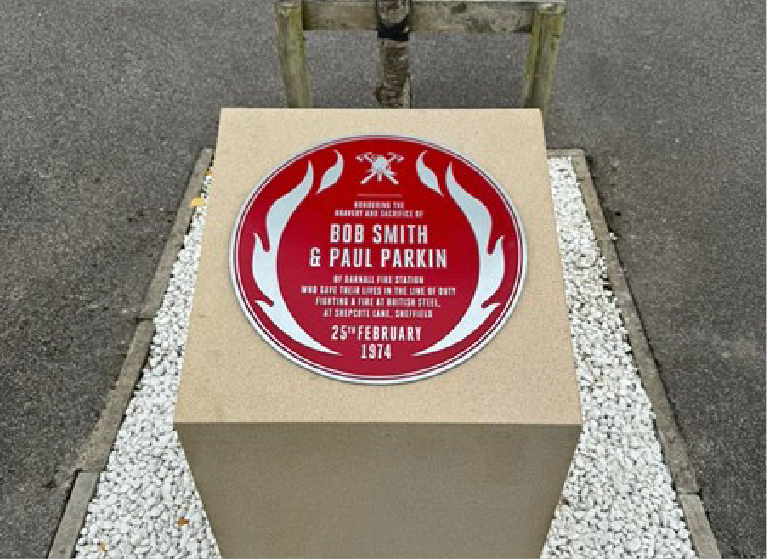 HONOURING THE
BRAVERY AND SACRIFICE OF
BOB SMITH
& PAUL PARKIN
OF DARNALL FIRE STATION
WHO GAVE THEIR LIVES IN THE LINE OF DUTY
FIGHTING A FIRE AT BRITISH STEEL,
AT SHEPCOTE LANE, SHEFFIELD
25TH FEBRUARY
1974